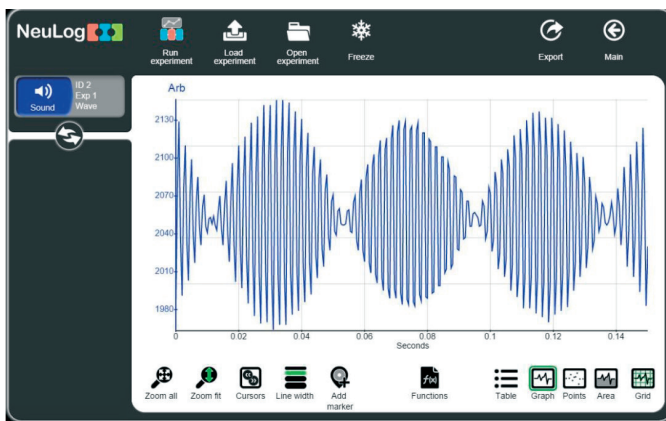 NeuLog
Run
experiment
Load
experiment
Open
experiment
Freeze
Export
Main
Sound
ID 2
Exp 1
Wave
Arb
2130
2100
2070
2040
2010
1980
0 0.02 0.04 0.06 0.08 0.1 0.12 0.14
Seconds
Zoom all
Zoom fit
Cursors
Line width
Add
marker
f(x)
Functions
Table
Graph
Points
Area
Grid